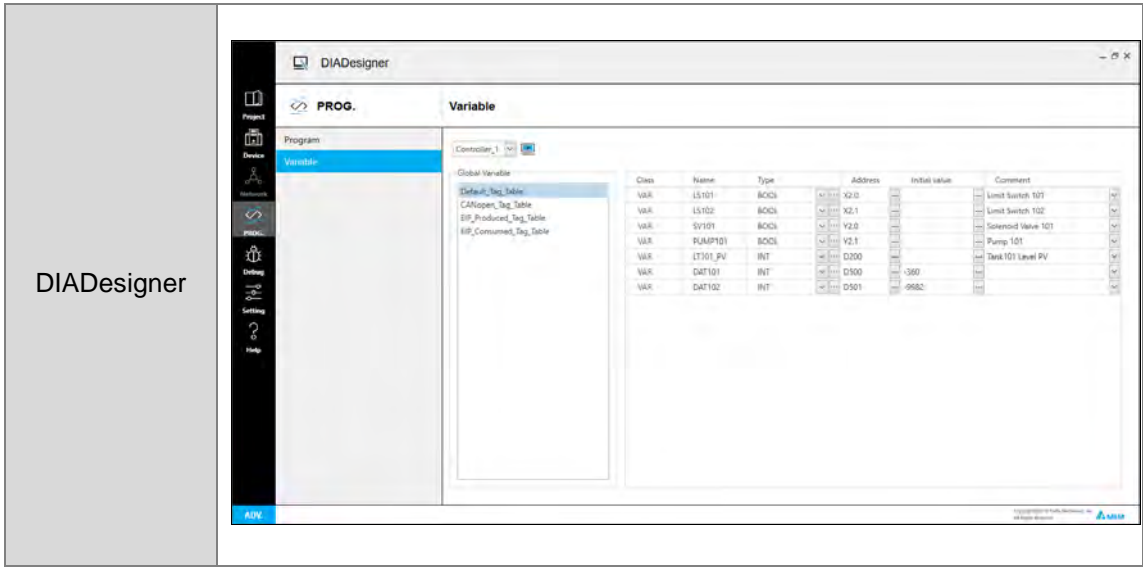 DIADesigner
DIADesigner
Project
Device
Network
PROG.
Debug
Setting
Help
ADV.
PROG.
Variable
Program
Variable
Controller_1
Global Variable
Default_Tag_Table
CANopen_Tag_Table
EIP_Produced_Tag_Table
EIP_Consumed_Tag_Table
Class Name Type Address Initial value Comment
VAR LS101 BOOL X2.0 Limit Switch 101
VAR LS102 BOOL X2.1 Limit Switch 102
VAR SV101 BOOL Y2.0 Solenoid Valve 101
VAR PUMP101 BOOL Y2.1 Pump 101
VAR LT101_PV INT D200 Tank101 Level PV
VAR DAT101 INT D500 -360
VAR DAT102 INT D501 -9982